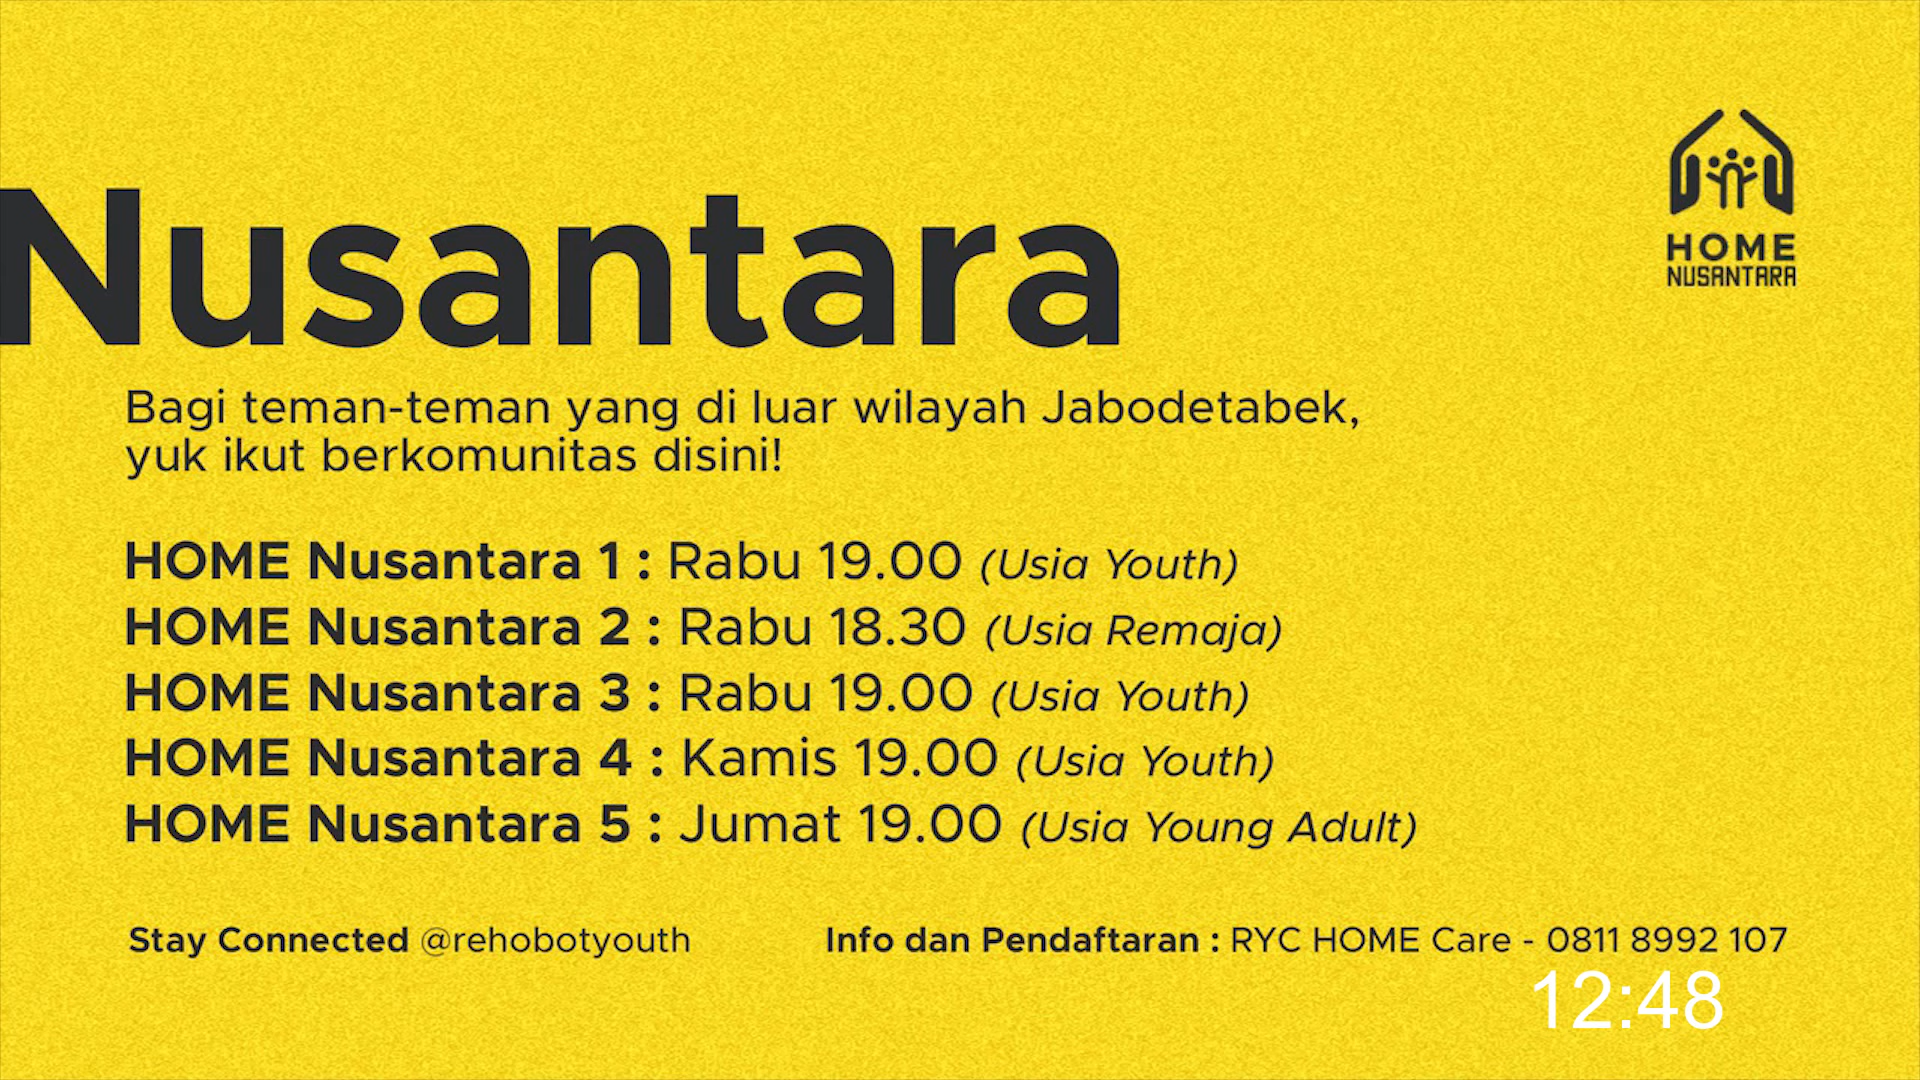 HOME
NUSANTARA
Nusantara
Bagi teman-teman yang di luar wilayah Jabodetabek,
yuk ikut berkomunitas disini!
HOME Nusantara 1 : Rabu 19.00 (Usia Youth)
HOME Nusantara 2 : Rabu 18.30 (Usia Remaja)
HOME Nusantara 3 : Rabu 19.00 (Usia Youth)
HOME Nusantara 4 : Kamis 19.00 (Usia Youth)
HOME Nusantara 5 : Jumat 19.00 (Usia Young Adult)
Stay Connected @rehobotyouth
Info dan Pendaftaran : RYC HOME Care - 0811 8992 107
12:48